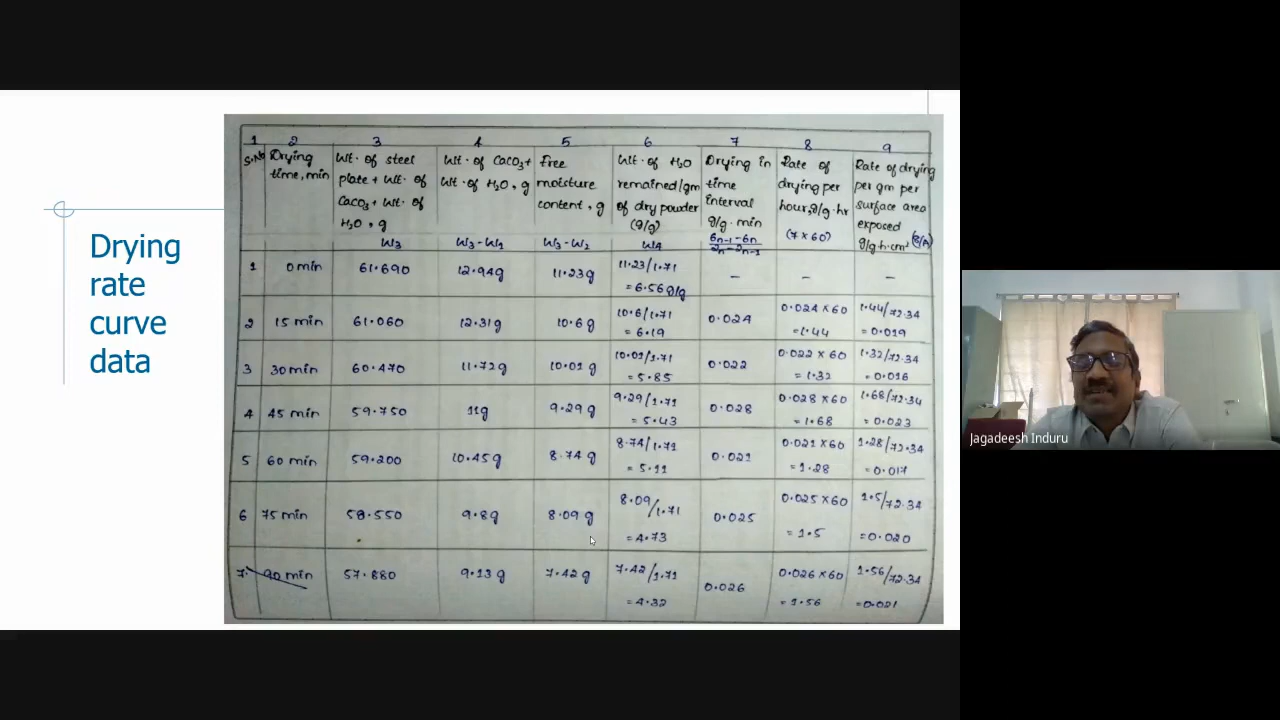 Drying
rate
curve
data
1 2 3 4 5 6 7 8 9
S.No
Drying
time, min
Wt. of steel
plate + Wt. of
CaCO3 + Wt. of
H2O, g
W3
Wt. of CaCO3 +
Wt. of H2O, g
W3-W1
Free
moisture
content, g
W3-W2
Wt. of H2O
remained/gm
of dry powder
(g/g)
WA
Drying in
time
interval
g/g. min
6n-1-6n
2n-2n-1
Rate of
drying per
hour, g/g.hr
(7 x 60)
Rate of drying
per gm per
surface area
exposed
g/g.h.cm² (8/A)
1 0 min 61.690 12.94g 11.23g 11.23/1.71 - - -
=6.56 g/g
2 15 min 61.060 12.31g 10.6g 10.6/1.71 0.024 0.024 x 60 1.44/72.34
=6.19 =1.44 =0.019
3 30 min 60.470 11.72g 10.01g 10.01/1.71 0.022 0.022 x 60 1.32/72.34
=5.85 =1.32 =0.016
4 45 min 59.750 11g 9.29g 9.29/1.71 0.028 0.028 x 60 1.68/72.34
=5.43 =1.68 =0.023
5 60 min 59.200 10.45g 8.74g 8.74/1.71 0.021 0.021 x 60 1.28/72.34
=5.11 =1.28 =0.017
6 75 min 58.550 9.8g 8.09g 8.09/1.71 0.025 0.025 x 60 1.5/72.34
=4.73 =1.5 =0.020
7. 90 min 57.880 9.13g 7.42g 7.42/1.71 0.026 0.026 x 60 1.56/72.34
=4.32 =1.56 =0.021
Jagadeesh Induru